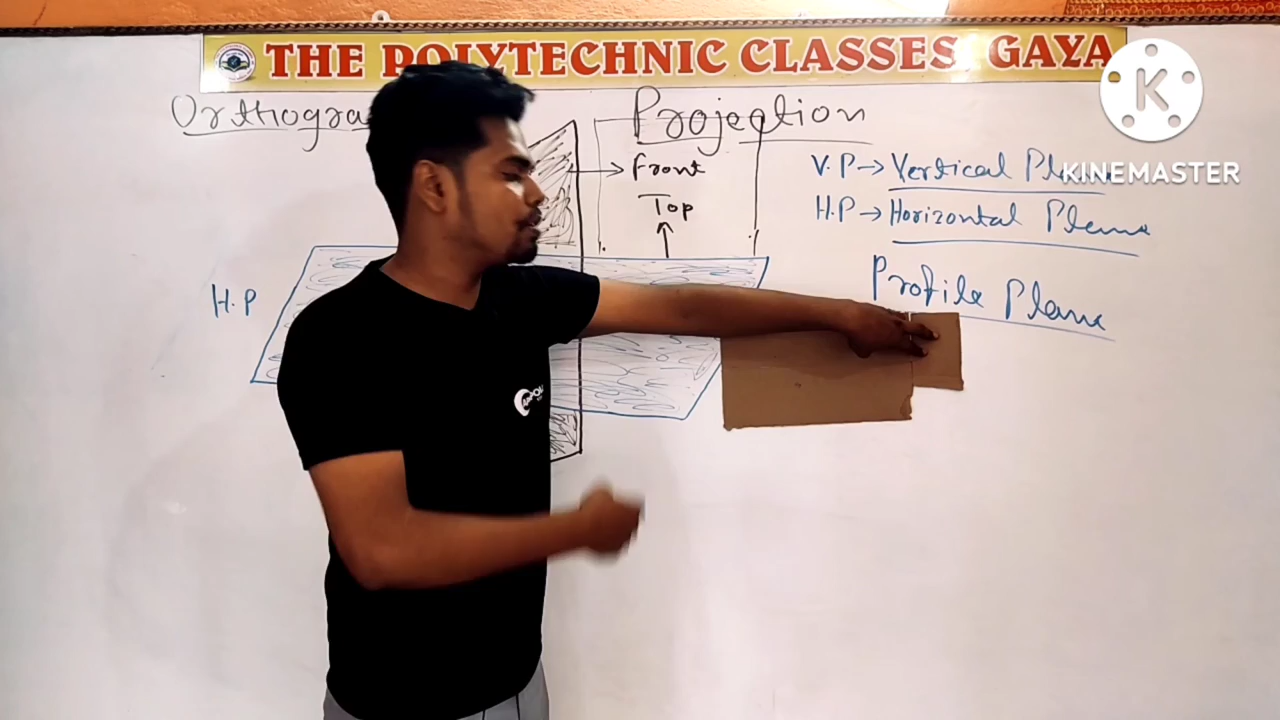 THE POLYTECHNIC CLASSES, GAYA
Orthogra Projection
Front
Top
V.P → Vertical Pl
H.P → Horizontal Plane
Profile Plane
H.P
KINEMASTER